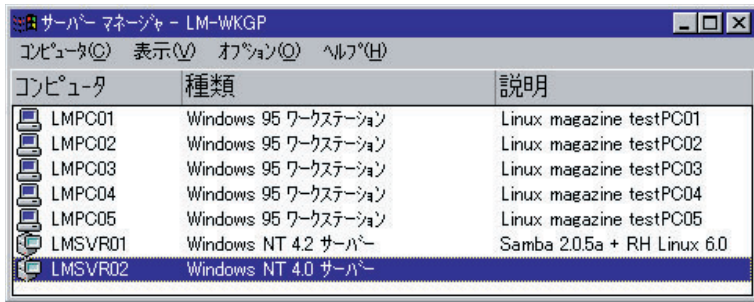 サーバー マネージャ - LM-WKGP
コンピュータ(C) 表示(V) オプション(O) ヘルプ(H)
コンピュータ 種類 説明
LMPC01 Windows 95 ワークステーション Linux magazine testPC01
LMPC02 Windows 95 ワークステーション Linux magazine testPC02
LMPC03 Windows 95 ワークステーション Linux magazine testPC03
LMPC04 Windows 95 ワークステーション Linux magazine testPC04
LMPC05 Windows 95 ワークステーション Linux magazine testPC05
LMSVR01 Windows NT 4.2 サーバー Samba 2.0.5a + RH Linux 6.0
LMSVR02 Windows NT 4.0 サーバー